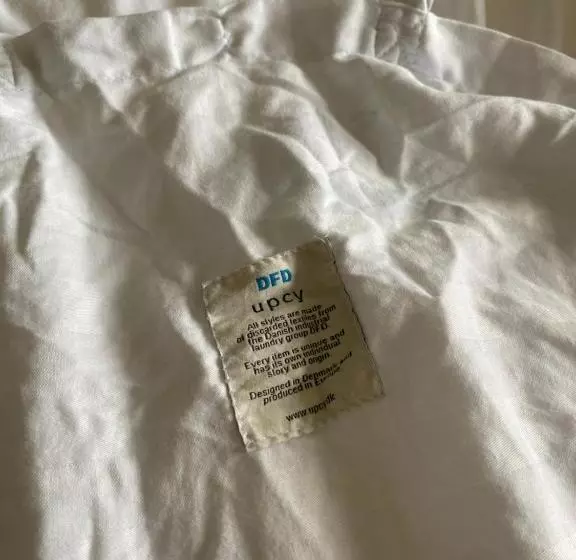 DFD
upcy
All styles are made
of discarded textiles from
the Danish industrial
laundry group DFD.
Every item is unique and
has its own individual
story and origin.
Designed in Denmark and
produced in Europe
www.upcy.dk